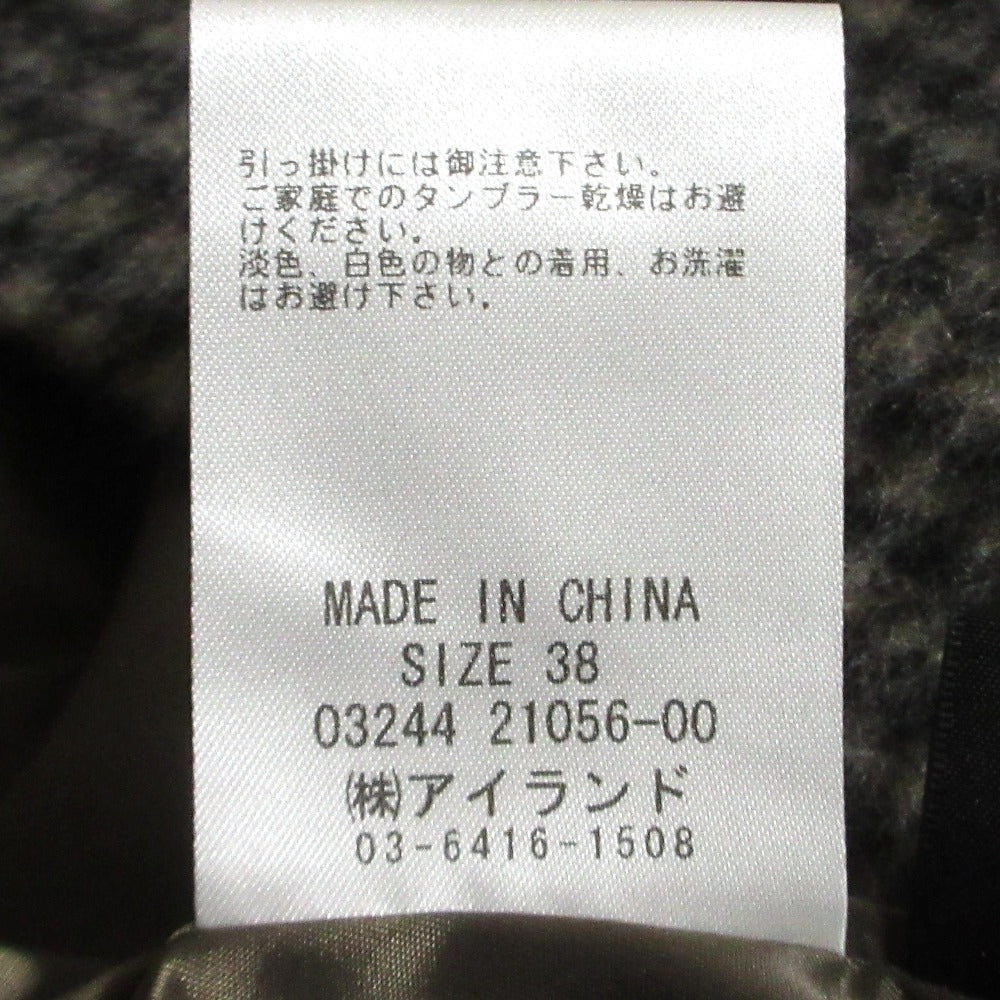 引っ掛けには御注意下さい。
ご家庭でのタンブラー乾燥はお避
けください。
淡色、白色の物との着用、お洗濯
はお避け下さい。
MADE IN CHINA
SIZE 38
03244 21056-00
㈱アイランド
03-6416-1508